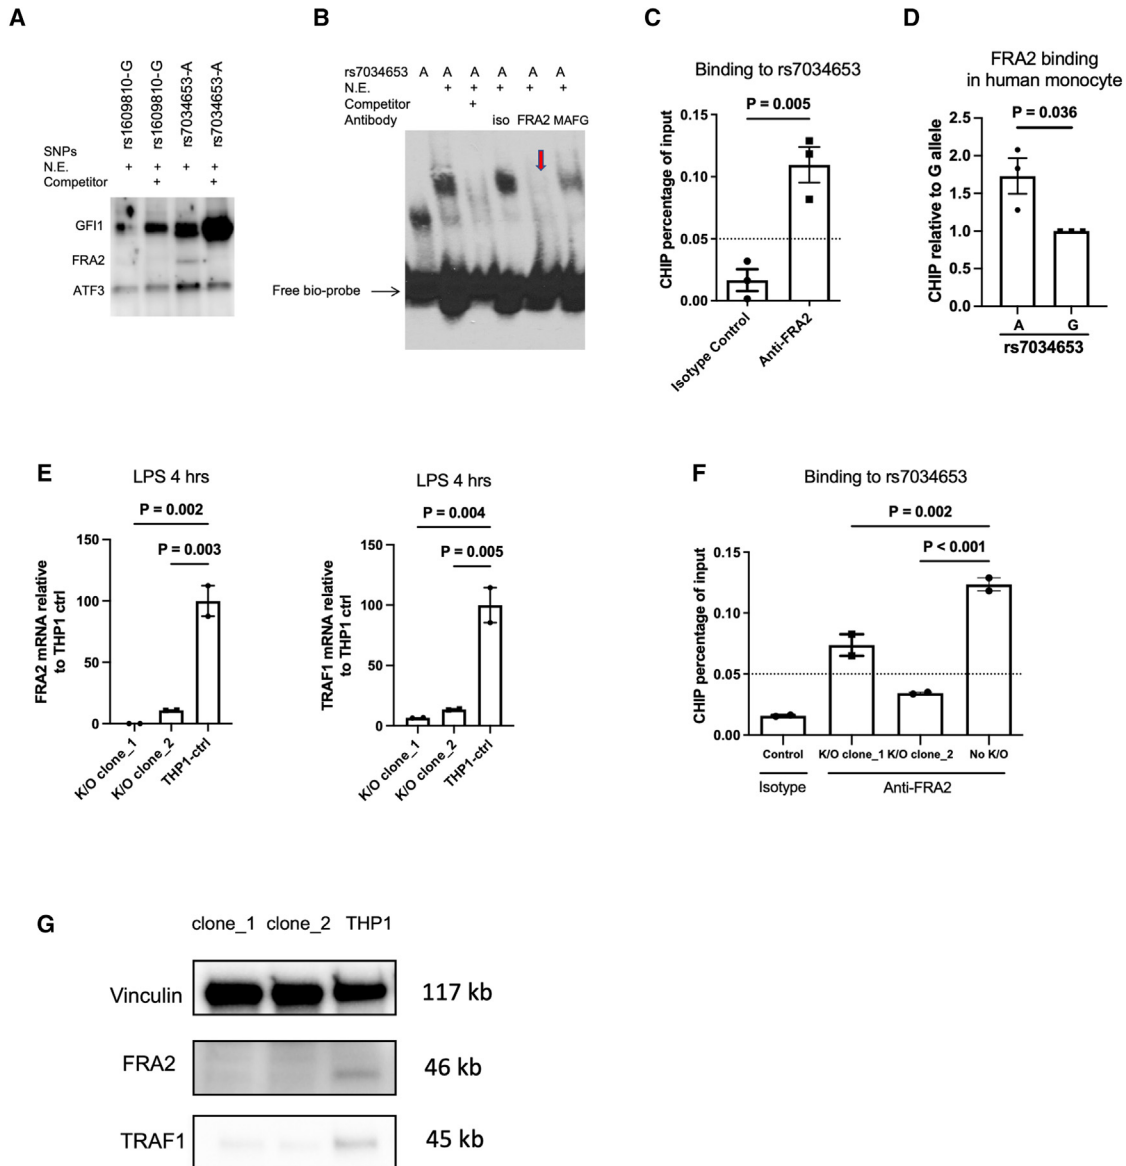 A
rs1609810-G
rs1609810-G
rs7034653-A
rs7034653-A
SNPs
N.E. + + + +
Competitor + +
GFI1
FRA2
ATF3
B
rs7034653 A A A A A A
N.E. + + + + +
Competitor +
Antibody iso FRA2 MAFG
Free bio-probe
C
Binding to rs7034653
P = 0.005
CHIP percentage of input
0.15
0.10
0.05
0.00
Isotype Control
Anti-FRA2
D
FRA2 binding
in human monocyte
P = 0.036
CHIP relative to G allele
2.5
2.0
1.5
1.0
0.5
0.0
A G
rs7034653
E
LPS 4 hrs
P = 0.002
P = 0.003
FRA2 mRNA relative
to THP1 ctrl
150
100
50
0
K/O clone_1
K/O clone_2
THP1-ctrl
LPS 4 hrs
P = 0.004
P = 0.005
TRAF1 mRNA relative
to THP1 ctrl
150
100
50
0
K/O clone_1
K/O clone_2
THP1-ctrl
F
Binding to rs7034653
P = 0.002
P < 0.001
CHIP percentage of input
0.15
0.10
0.05
0.00
Control K/O clone_1 K/O clone_2 No K/O
Isotype Anti-FRA2
G
clone_1 clone_2 THP1
Vinculin 117 kb
FRA2 46 kb
TRAF1 45 kb